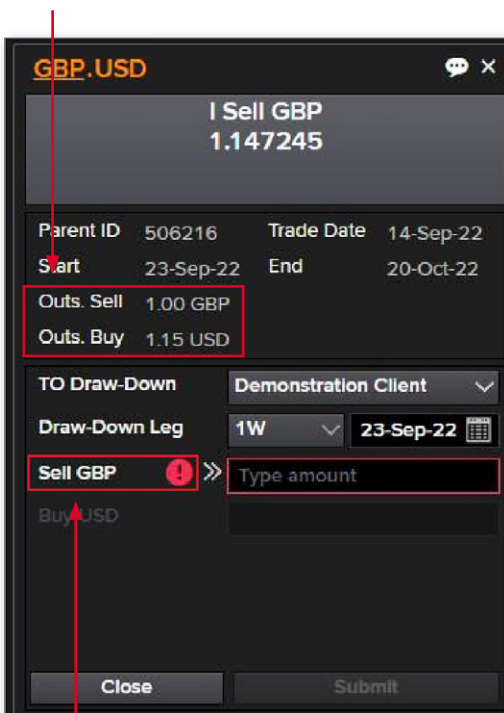 GBP.USD
I Sell GBP
1.147245
Parent ID 506216 Trade Date 14-Sep-22
Start 23-Sep-22 End 20-Oct-22
Outs. Sell 1.00 GBP
Outs. Buy 1.15 USD
TO Draw-Down Demonstration Client
Draw-Down Leg 1W 23-Sep-22
Sell GBP ! » Type amount
Buy USD
Close Submit